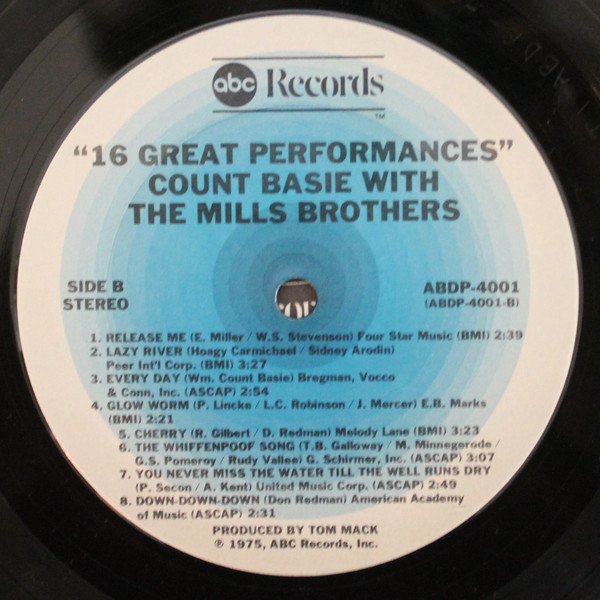 abc Records
TM
"16 GREAT PERFORMANCES"
COUNT BASIE WITH
THE MILLS BROTHERS
SIDE B
STEREO
ABDP-4001
(ABDP-4001-B)
1. RELEASE ME (E. Miller / W.S. Stevenson) Four Star Music (BMI) 2:39
2. LAZY RIVER (Hoagy Carmichael / Sidney Arodin)
Peer Int'l Corp. (BMI) 3:27
3. EVERY DAY (Wm. Count Basie) Bregman, Vocco
& Conn, Inc. (ASCAP) 2:54
4. GLOW WORM (P. Lincke / L.C. Robinson / J. Mercer) E.B. Marks
(BMI) 2:21
5. CHERRY (R. Gilbert / D. Redman) Melody Lane (BMI) 3:23
6. THE WHIFFENPOOF SONG (T.B. Galloway / M. Minnegerode /
G.S. Pomeroy / Rudy Vallee) G. Schirmer, Inc. (ASCAP) 3:07
7. YOU NEVER MISS THE WATER TILL THE WELL RUNS DRY
(P. Secon / A. Kent) United Music Corp. (ASCAP) 2:49
8. DOWN-DOWN-DOWN (Don Redman) American Academy
of Music (ASCAP) 2:31
PRODUCED BY TOM MACK
℗ 1975, ABC Records, Inc.